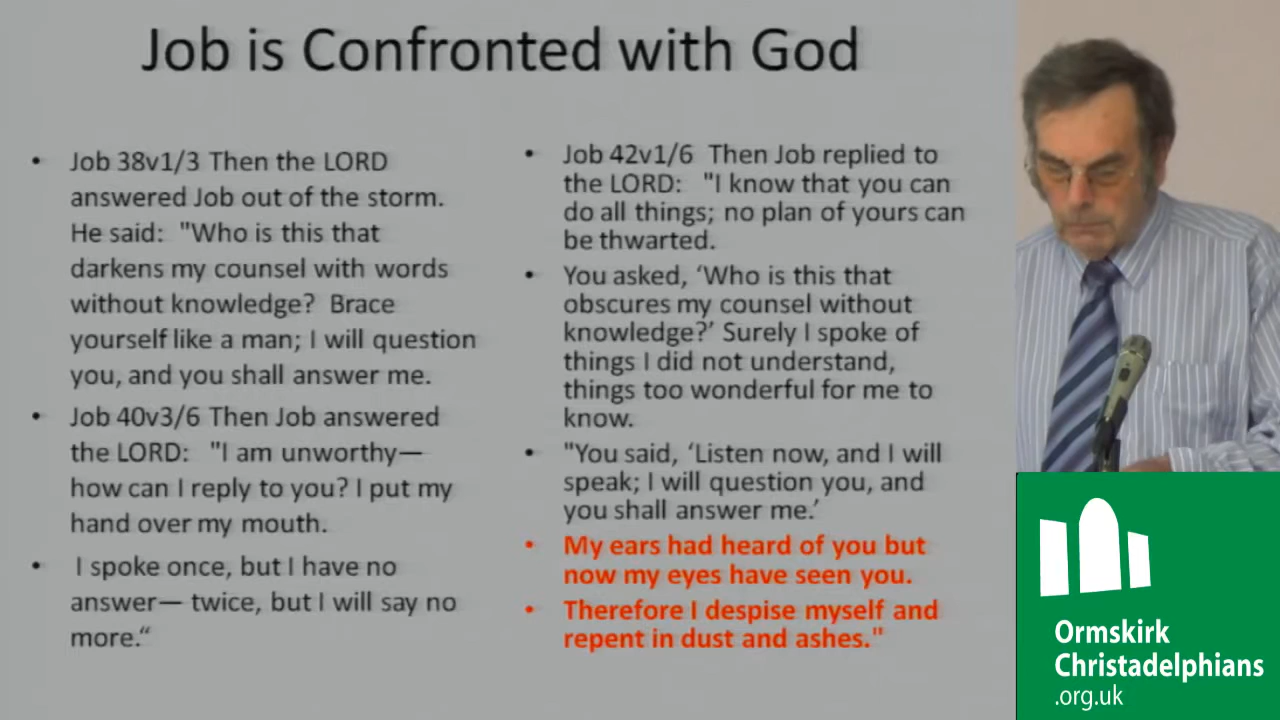 Job is Confronted with God
• Job 38v1/3 Then the LORD
answered Job out of the storm.
He said: "Who is this that
darkens my counsel with words
without knowledge? Brace
yourself like a man; I will question
you, and you shall answer me.
• Job 40v3/6 Then Job answered
the LORD: "I am unworthy—
how can I reply to you? I put my
hand over my mouth.
• I spoke once, but I have no
answer— twice, but I will say no
more.“
• Job 42v1/6 Then Job replied to
the LORD: "I know that you can
do all things; no plan of yours can
be thwarted.
• You asked, ‘Who is this that
obscures my counsel without
knowledge?’ Surely I spoke of
things I did not understand,
things too wonderful for me to
know.
• "You said, ‘Listen now, and I will
speak; I will question you, and
you shall answer me.’
• My ears had heard of you but
now my eyes have seen you.
• Therefore I despise myself and
repent in dust and ashes."
Ormskirk
Christadelphians
.org.uk